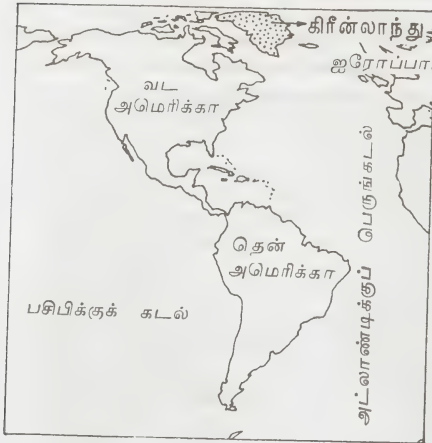 கிரீன்லாந்து
ஐரோப்பா
வட
அமெரிக்கா
தென்
அமெரிக்கா
பசிபிக்குக் கடல்
அட்லாண்டிக்குப் பெருங்கடல்